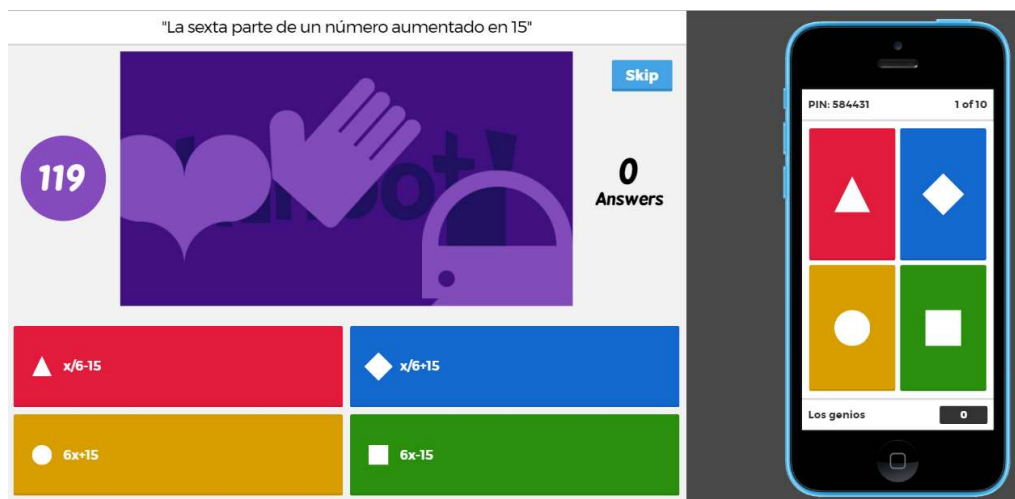 "La sexta parte de un número aumentado en 15"
Skip
119
0
Answers
x/6-15
x/6+15
6x+15
6x-15
PIN: 584431
1 of 10
Los genios
0